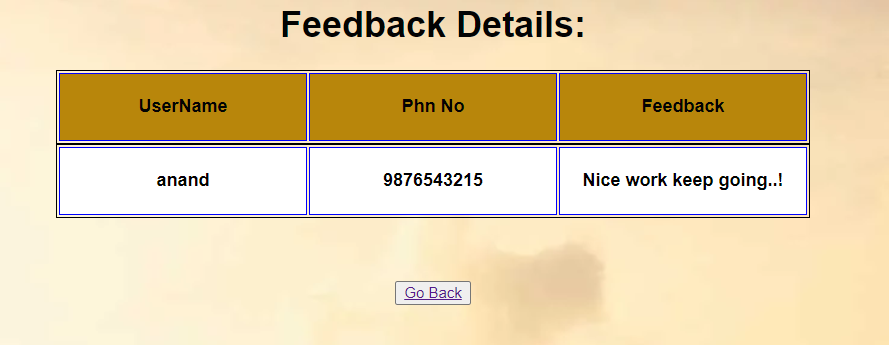 Feedback Details:
UserName Phn No Feedback
anand 9876543215 Nice work keep going..!
Go Back